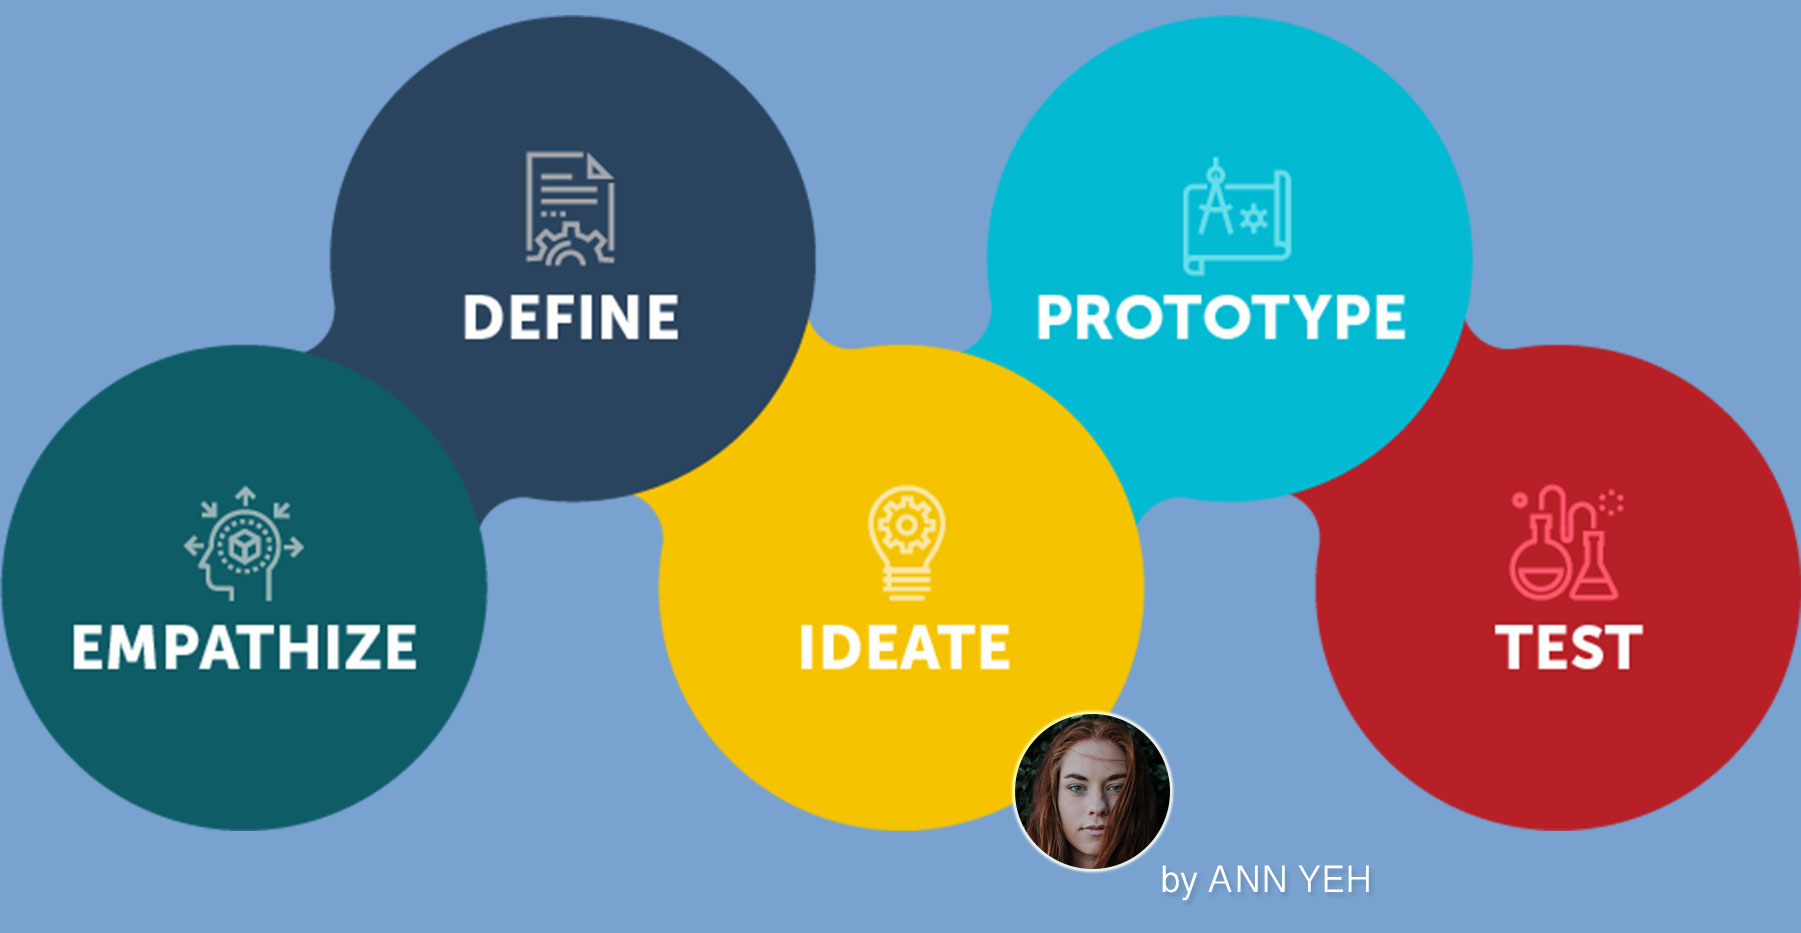 EMPATHIZE
DEFINE
IDEATE
PROTOTYPE
TEST
by ANN YEH